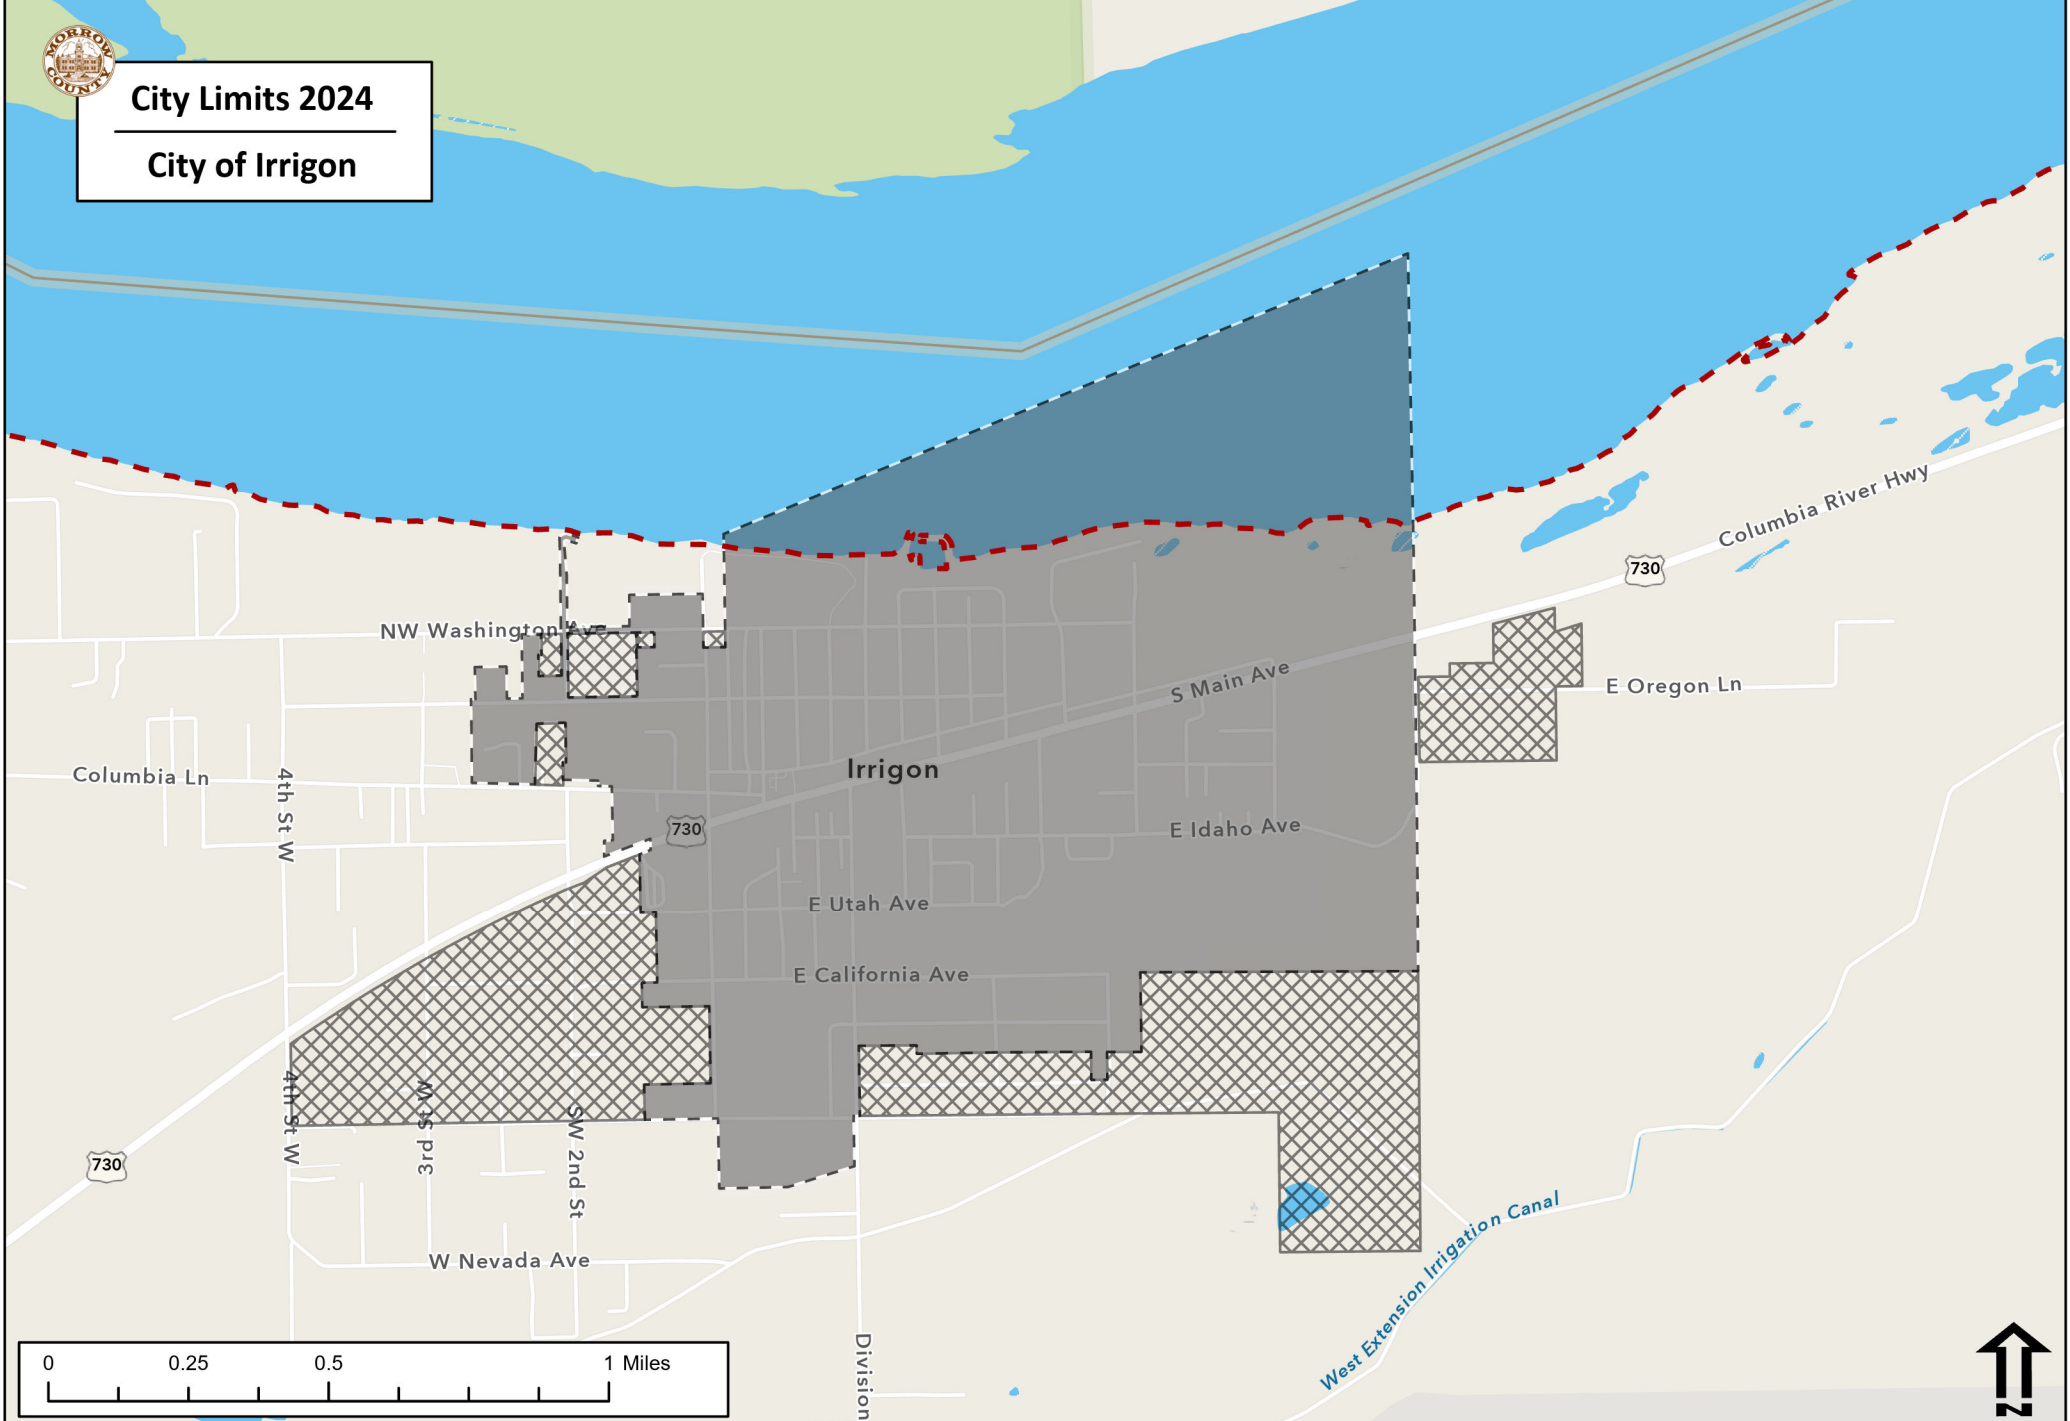 MORROW
COUNTY
City Limits 2024
City of Irrigon
Columbia River Hwy
730
NW Washington Ave
E Oregon Ln
S Main Ave
Columbia Ln
4th St W
Irrigon
730
E Idaho Ave
E Utah Ave
E California Ave
4th St W
W St 3rd
SW 2nd St
730
W Nevada Ave
West Extension Irrigation Canal
Division
0 0.25 0.5 1 Miles
N